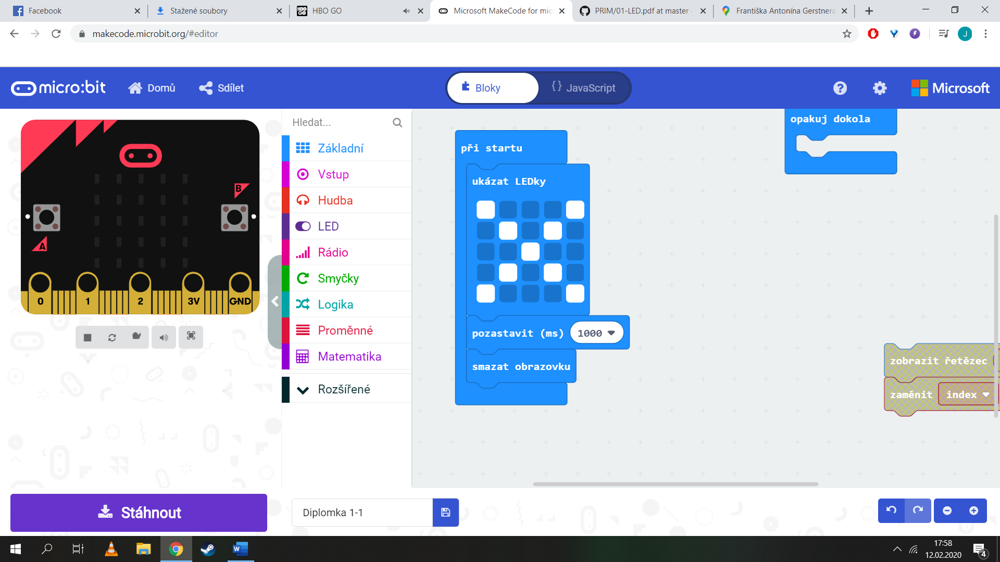 Facebook
Stažené soubory
HBO GO
Microsoft MakeCode for mic
PRIM/01-LED.pdf at master
Františka Antonína Gerstnera
makecode.microbit.org/#editor
J
micro:bit
Domů
Sdílet
Bloky
{} JavaScript
Microsoft
Hledat...
Základní
Vstup
Hudba
LED
Rádio
Smyčky
Logika
Proměnné
Matematika
Rozšířené
B
A
0
1
2
3V
GND
při startu
ukázat LEDky
pozastavit (ms) 1000
smazat obrazovku
opakuj dokola
zobrazit řetězec
zaměnit index
Stáhnout
Diplomka 1-1
17:58
12.02.2020
4